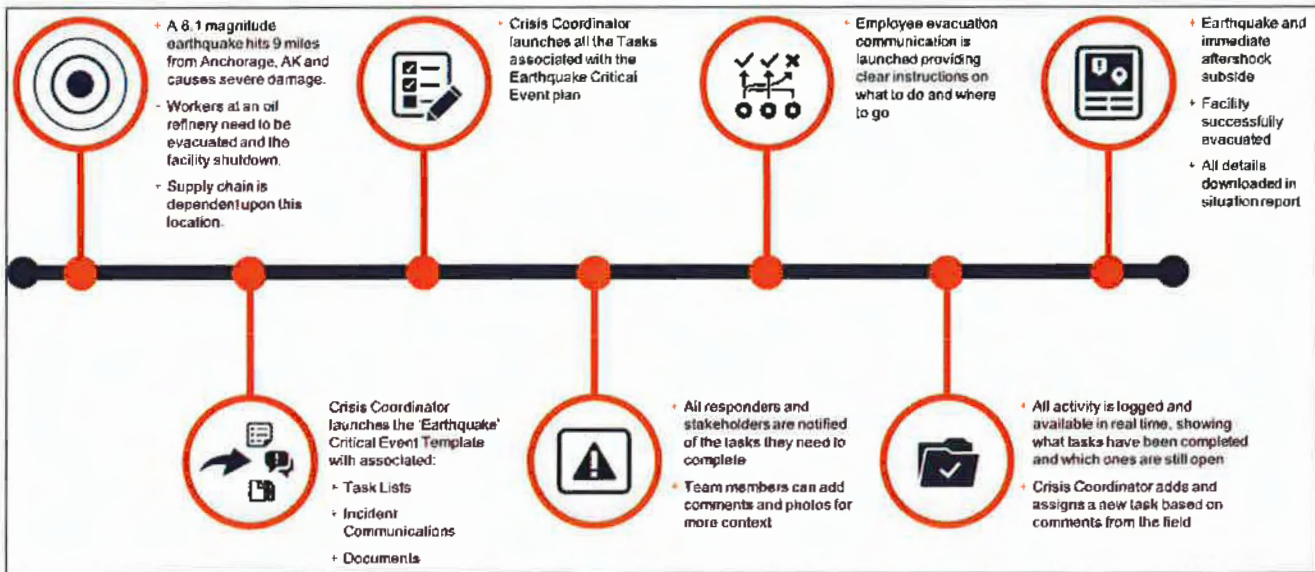 + A 6.1 magnitude
earthquake hits 9 miles
from Anchorage, AK and
causes severe damage.
+ Workers at an oil
refinery need to be
evacuated and the
facility shutdown.
+ Supply chain is
dependent upon this
location.
Crisis Coordinator
launches the 'Earthquake'
Critical Event Template
with associated:
+ Task Lists
+ Incident
Communications
+ Documents
+ Crisis Coordinator
launches all the Tasks
associated with the
Earthquake Critical
Event plan
+ All responders and
stakeholders are notified
of the tasks they need to
complete
+ Team members can add
comments and photos for
more context
+ Employee evacuation
communication is
launched providing
clear instructions on
what to do and where
to go
+ All activity is logged and
available in real time, showing
what tasks have been completed
and which ones are still open
+ Crisis Coordinator adds and
assigns a new task based on
comments from the field
+ Earthquake and
immediate
aftershock
subside
+ Facility
successfully
evacuated
+ All details
downloaded in
situation report